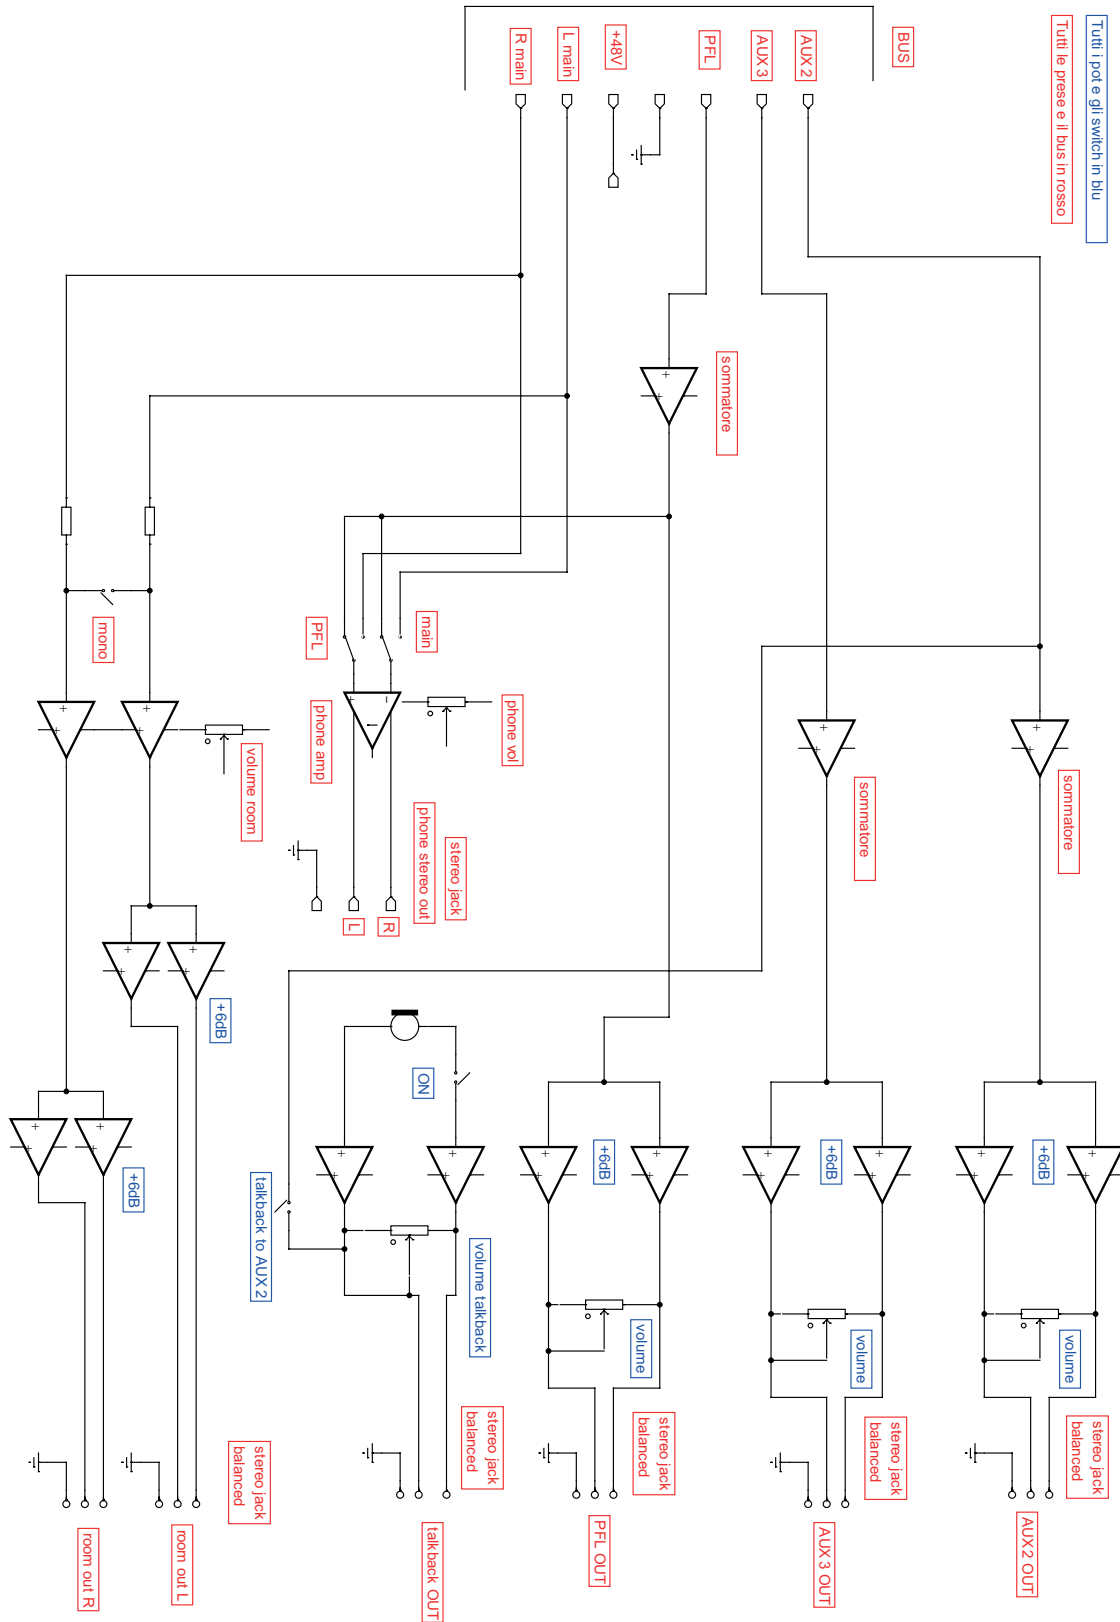 Tutti i pot e gli switch in blu
Tutti le prese e il bus in rosso
BUS
AUX 2
AUX 3
PFL
+48V
L main
R main
sommatore
sommatore
sommatore
main
PFL
mono
phone vol
phone amp
volume room
stereo jack
phone stereo out
R
L
+6dB
+6dB
+6dB
+6dB
+6dB
ON
talkback to AUX 2
volume talkback
volume
volume
volume
stereo jack
balanced
stereo jack
balanced
stereo jack
balanced
stereo jack
balanced
stereo jack
balanced
AUX 2 OUT
AUX 3 OUT
PFL OUT
talkback OUT
room out L
room out R